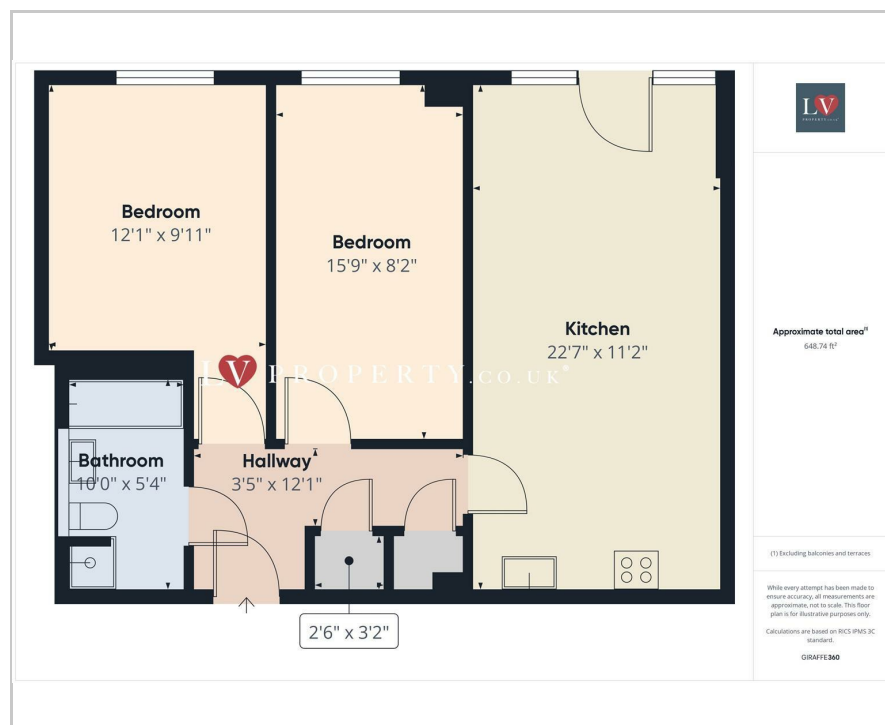 Bedroom
12'1" x 9'11"
Bedroom
15'9" x 8'2"
Kitchen
22'7" x 11'2"
LV PROPERTY.CO.UK
Bathroom
10'0" x 5'4"
Hallway
3'5" x 12'1"
2'6" x 3'2"
LV
Approximate total area⁽¹⁾
648.74 ft²
(1) Excluding balconies and terraces
While every attempt has been made to
ensure accuracy, all measurements are
approximate, not to scale. This floor
plan is for illustrative purposes only.
Calculations are based on RICS IPMS 3C
standard.
GIRAFFE360